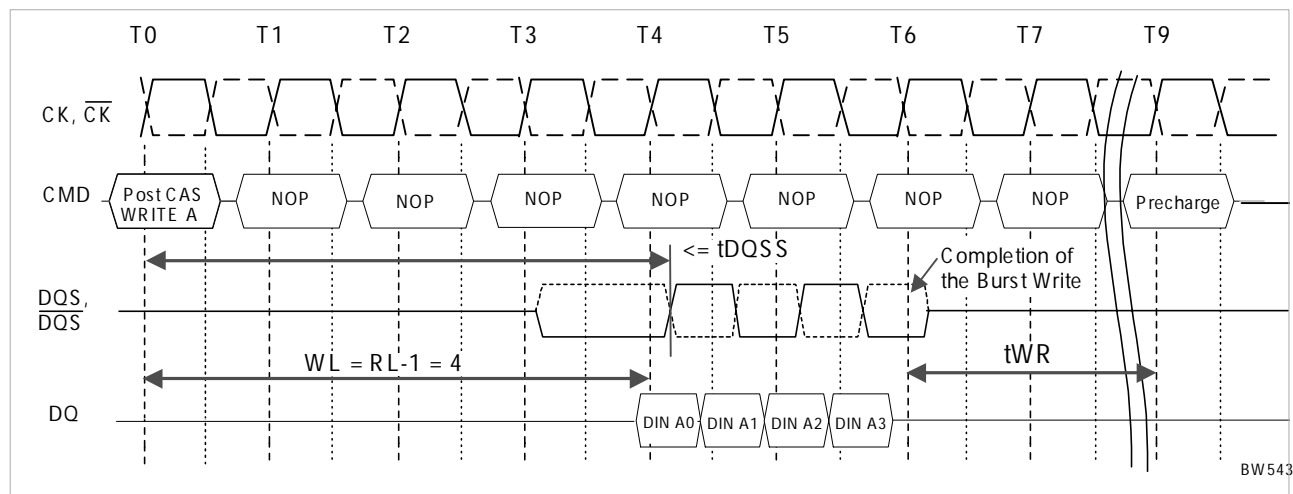 T0 T1 T2 T3 T4 T5 T6 T7 T9
CK, CK
CMD
Post CAS
WRITE A
NOP NOP NOP NOP NOP NOP NOP Precharge
<= tDQSS
Completion of
the Burst Write
DQS,
DQS
WL = RL-1 = 4
tWR
DQ
DIN A0 DIN A1 DIN A2 DIN A3
BW543